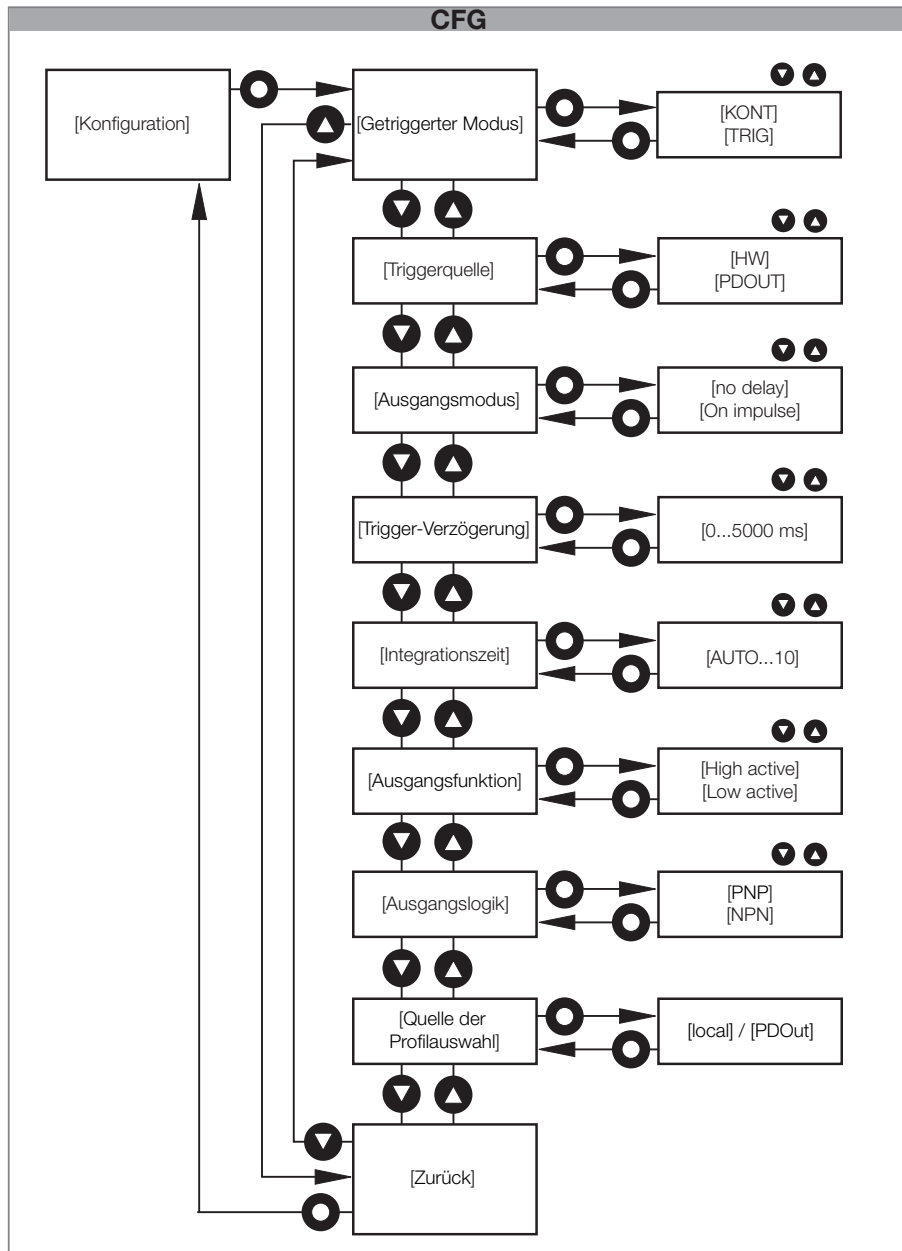 CFG
[Konfiguration]
[Getriggerter Modus]
[KONT]
[TRIG]
[Triggerquelle]
[HW]
[PDOUT]
[Ausgangsmodus]
[no delay]
[On impulse]
[Trigger-Verzögerung]
[0...5000 ms]
[Integrationszeit]
[AUTO...10]
[Ausgangsfunktion]
[High active]
[Low active]
[Ausgangslogik]
[PNP]
[NPN]
[Quelle der
Profilauswahl]
[local] / [PDOut]
[Zurück]